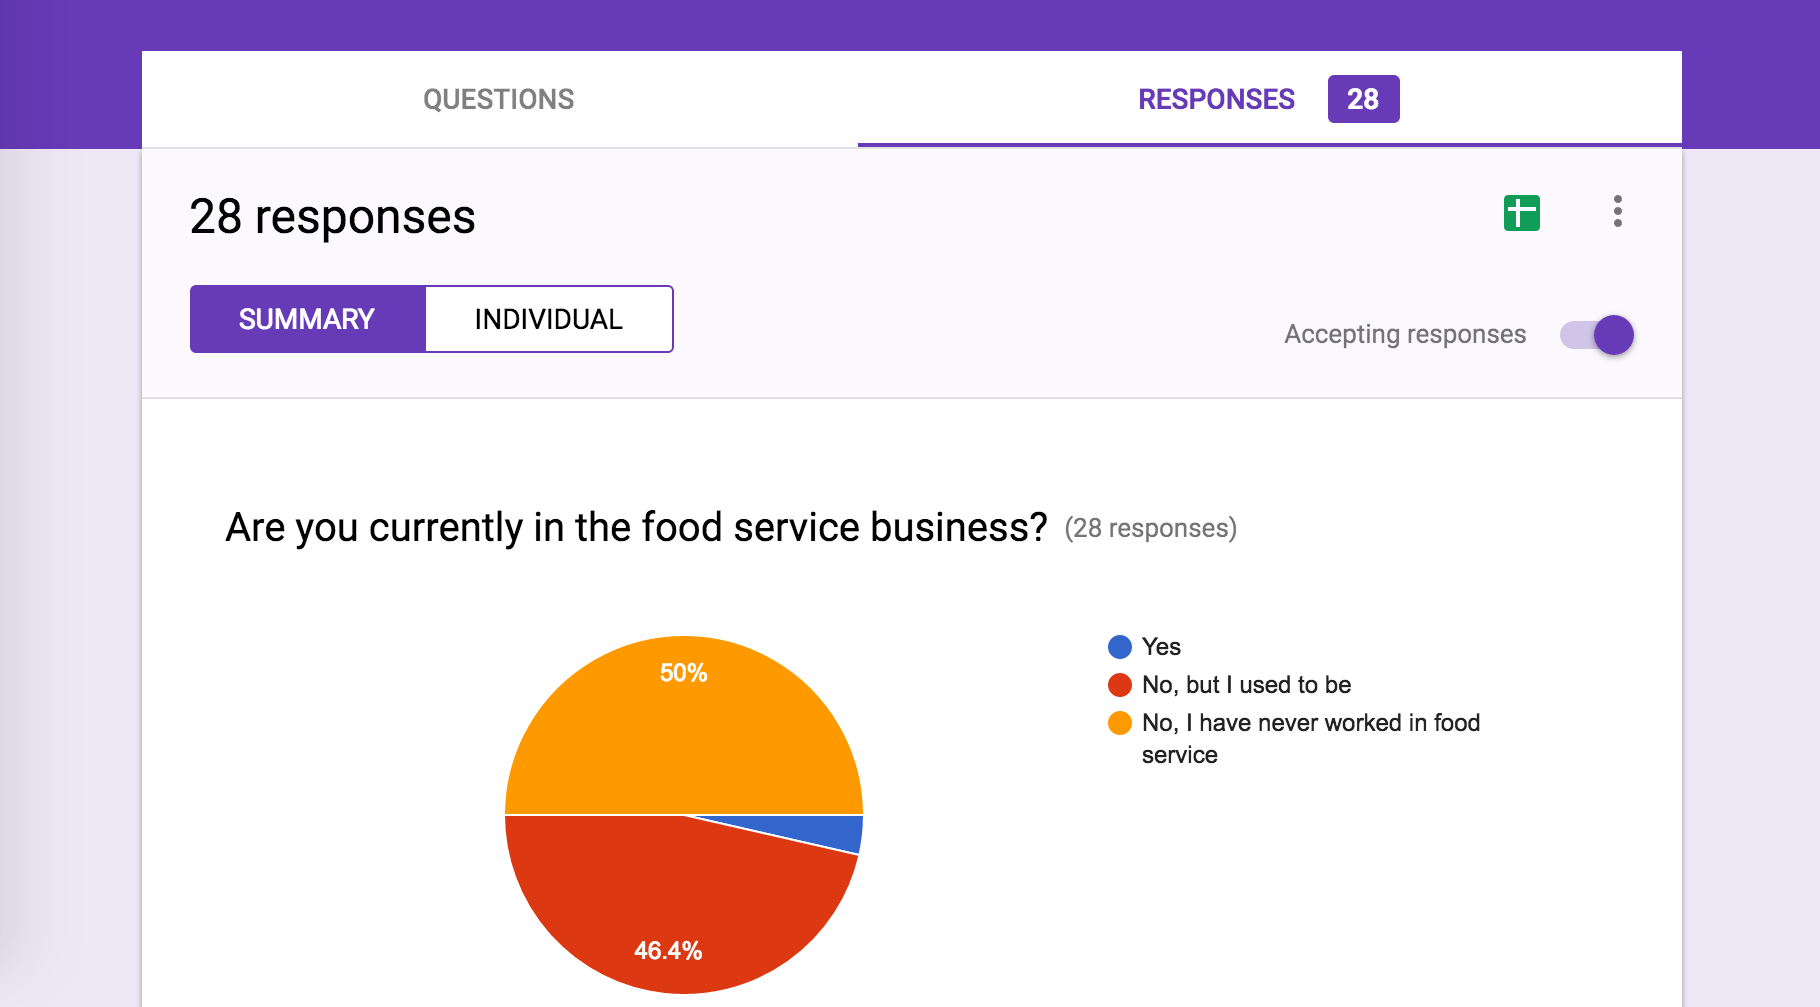 QUESTIONS
RESPONSES 28
28 responses
SUMMARY INDIVIDUAL
Accepting responses
Are you currently in the food service business? (28 responses)
50%
46.4%
Yes
No, but I used to be
No, I have never worked in food
service